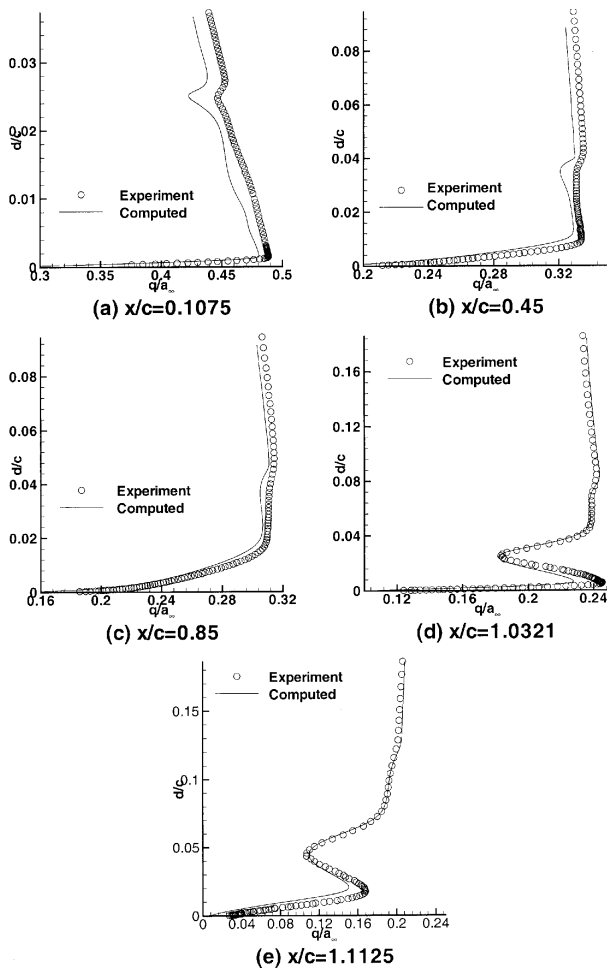 0.03
0.02
0.01
0
d/c
Experiment
Computed
0.3 0.35 0.4 0.45 0.5
q/a∞
(a) x/c=0.1075
0.08
0.06
0.04
0.02
0
d/c
Experiment
Computed
0.2 0.24 0.28 0.32
q/a∞
(b) x/c=0.45
0.08
0.06
0.04
0.02
0
d/c
Experiment
Computed
0.16 0.2 0.24 0.28 0.32
q/a∞
(c) x/c=0.85
0.16
0.12
0.08
0.04
0
d/c
Experiment
Computed
0.12 0.16 0.2 0.24
q/a∞
(d) x/c=1.0321
0.15
0.1
0.05
0
d/c
Experiment
Computed
0 0.04 0.08 0.12 0.16 0.2 0.24
q/a∞
(e) x/c=1.1125